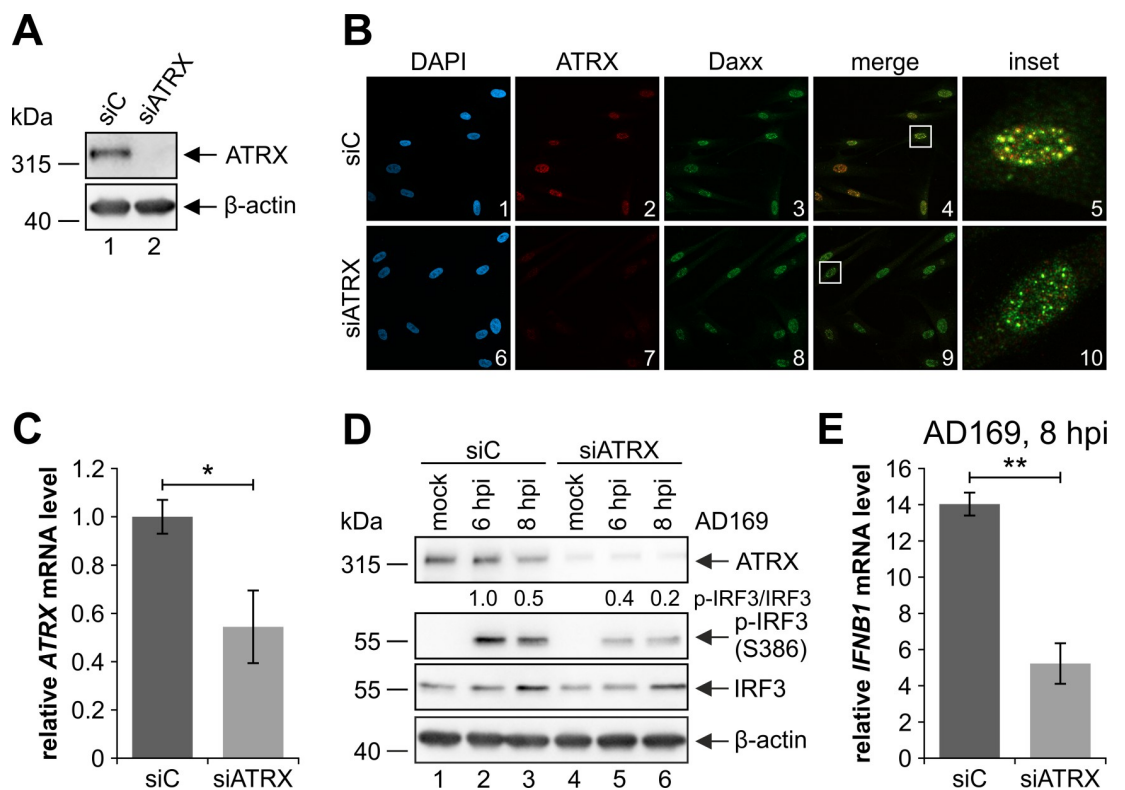 A
siC
siATRX
kDa
315
ATRX
40
β-actin
1
2
B
DAPI
ATRX
Daxx
merge
inset
siC
1
2
3
4
5
siATRX
6
7
8
9
10
C
relative ATRX mRNA level
1.2
1.0
0.8
0.6
0.4
0.2
0
*
siC
siATRX
D
siC
siATRX
kDa
mock
6 hpi
8 hpi
mock
6 hpi
8 hpi
AD169
315
ATRX
1.0
0.5
0.4
0.2
p-IRF3/IRF3
55
p-IRF3
(S386)
55
IRF3
40
β-actin
1
2
3
4
5
6
E
AD169, 8 hpi
relative IFNB1 mRNA level
16
14
12
10
8
6
4
2
0
**
siC
siATRX